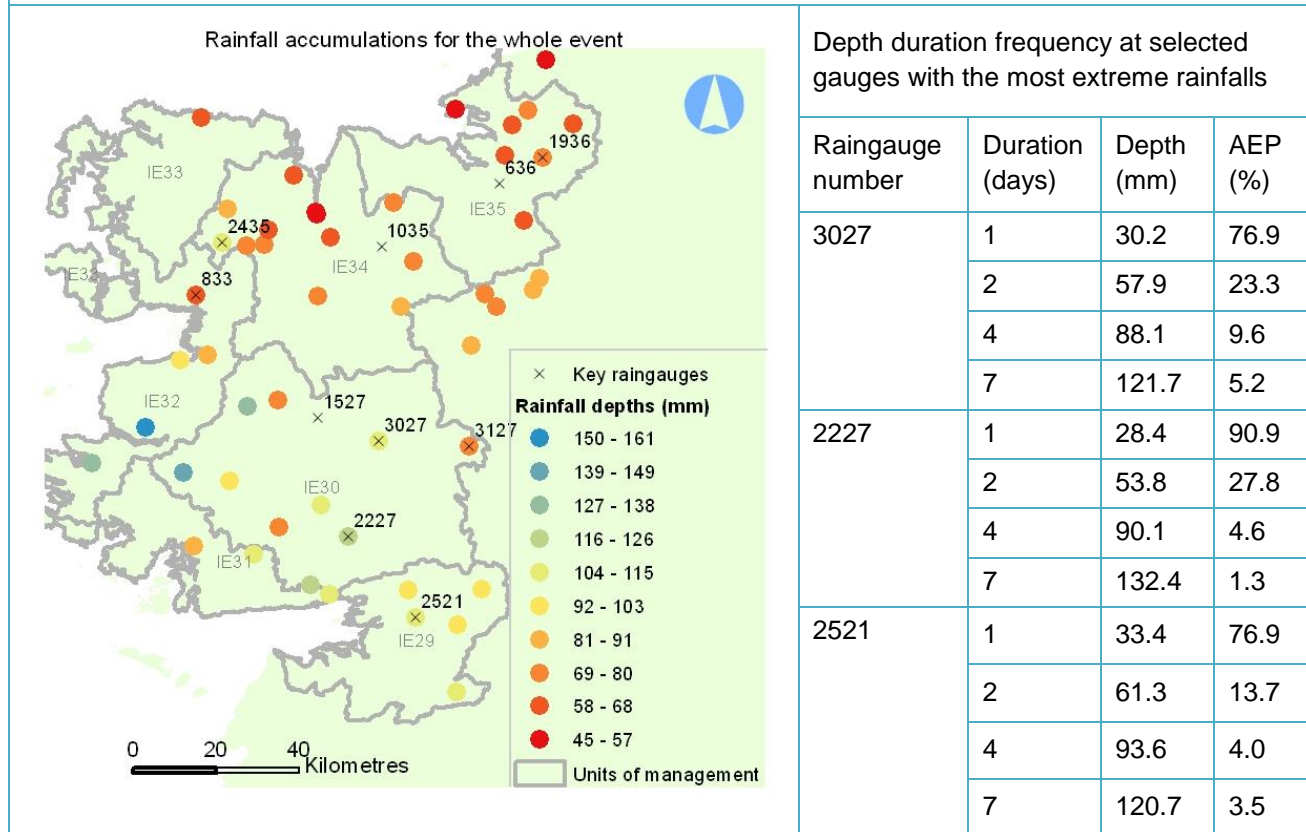 Rainfall accumulations for the whole event
1936
636
IE33
IE35
2435
1035
IE34
IE33
833
IE32
1527
3027
3127
IE30
2227
IE31
2521
IE29
× Key raingauges
Rainfall depths (mm)
150 - 161
139 - 149
127 - 138
116 - 126
104 - 115
92 - 103
81 - 91
69 - 80
58 - 68
45 - 57
Units of management
0 20 40
Kilometres
Depth duration frequency at selected
gauges with the most extreme rainfalls
Raingauge number Duration (days) Depth (mm) AEP (%)
3027 1 30.2 76.9
2 57.9 23.3
4 88.1 9.6
7 121.7 5.2
2227 1 28.4 90.9
2 53.8 27.8
4 90.1 4.6
7 132.4 1.3
2521 1 33.4 76.9
2 61.3 13.7
4 93.6 4.0
7 120.7 3.5